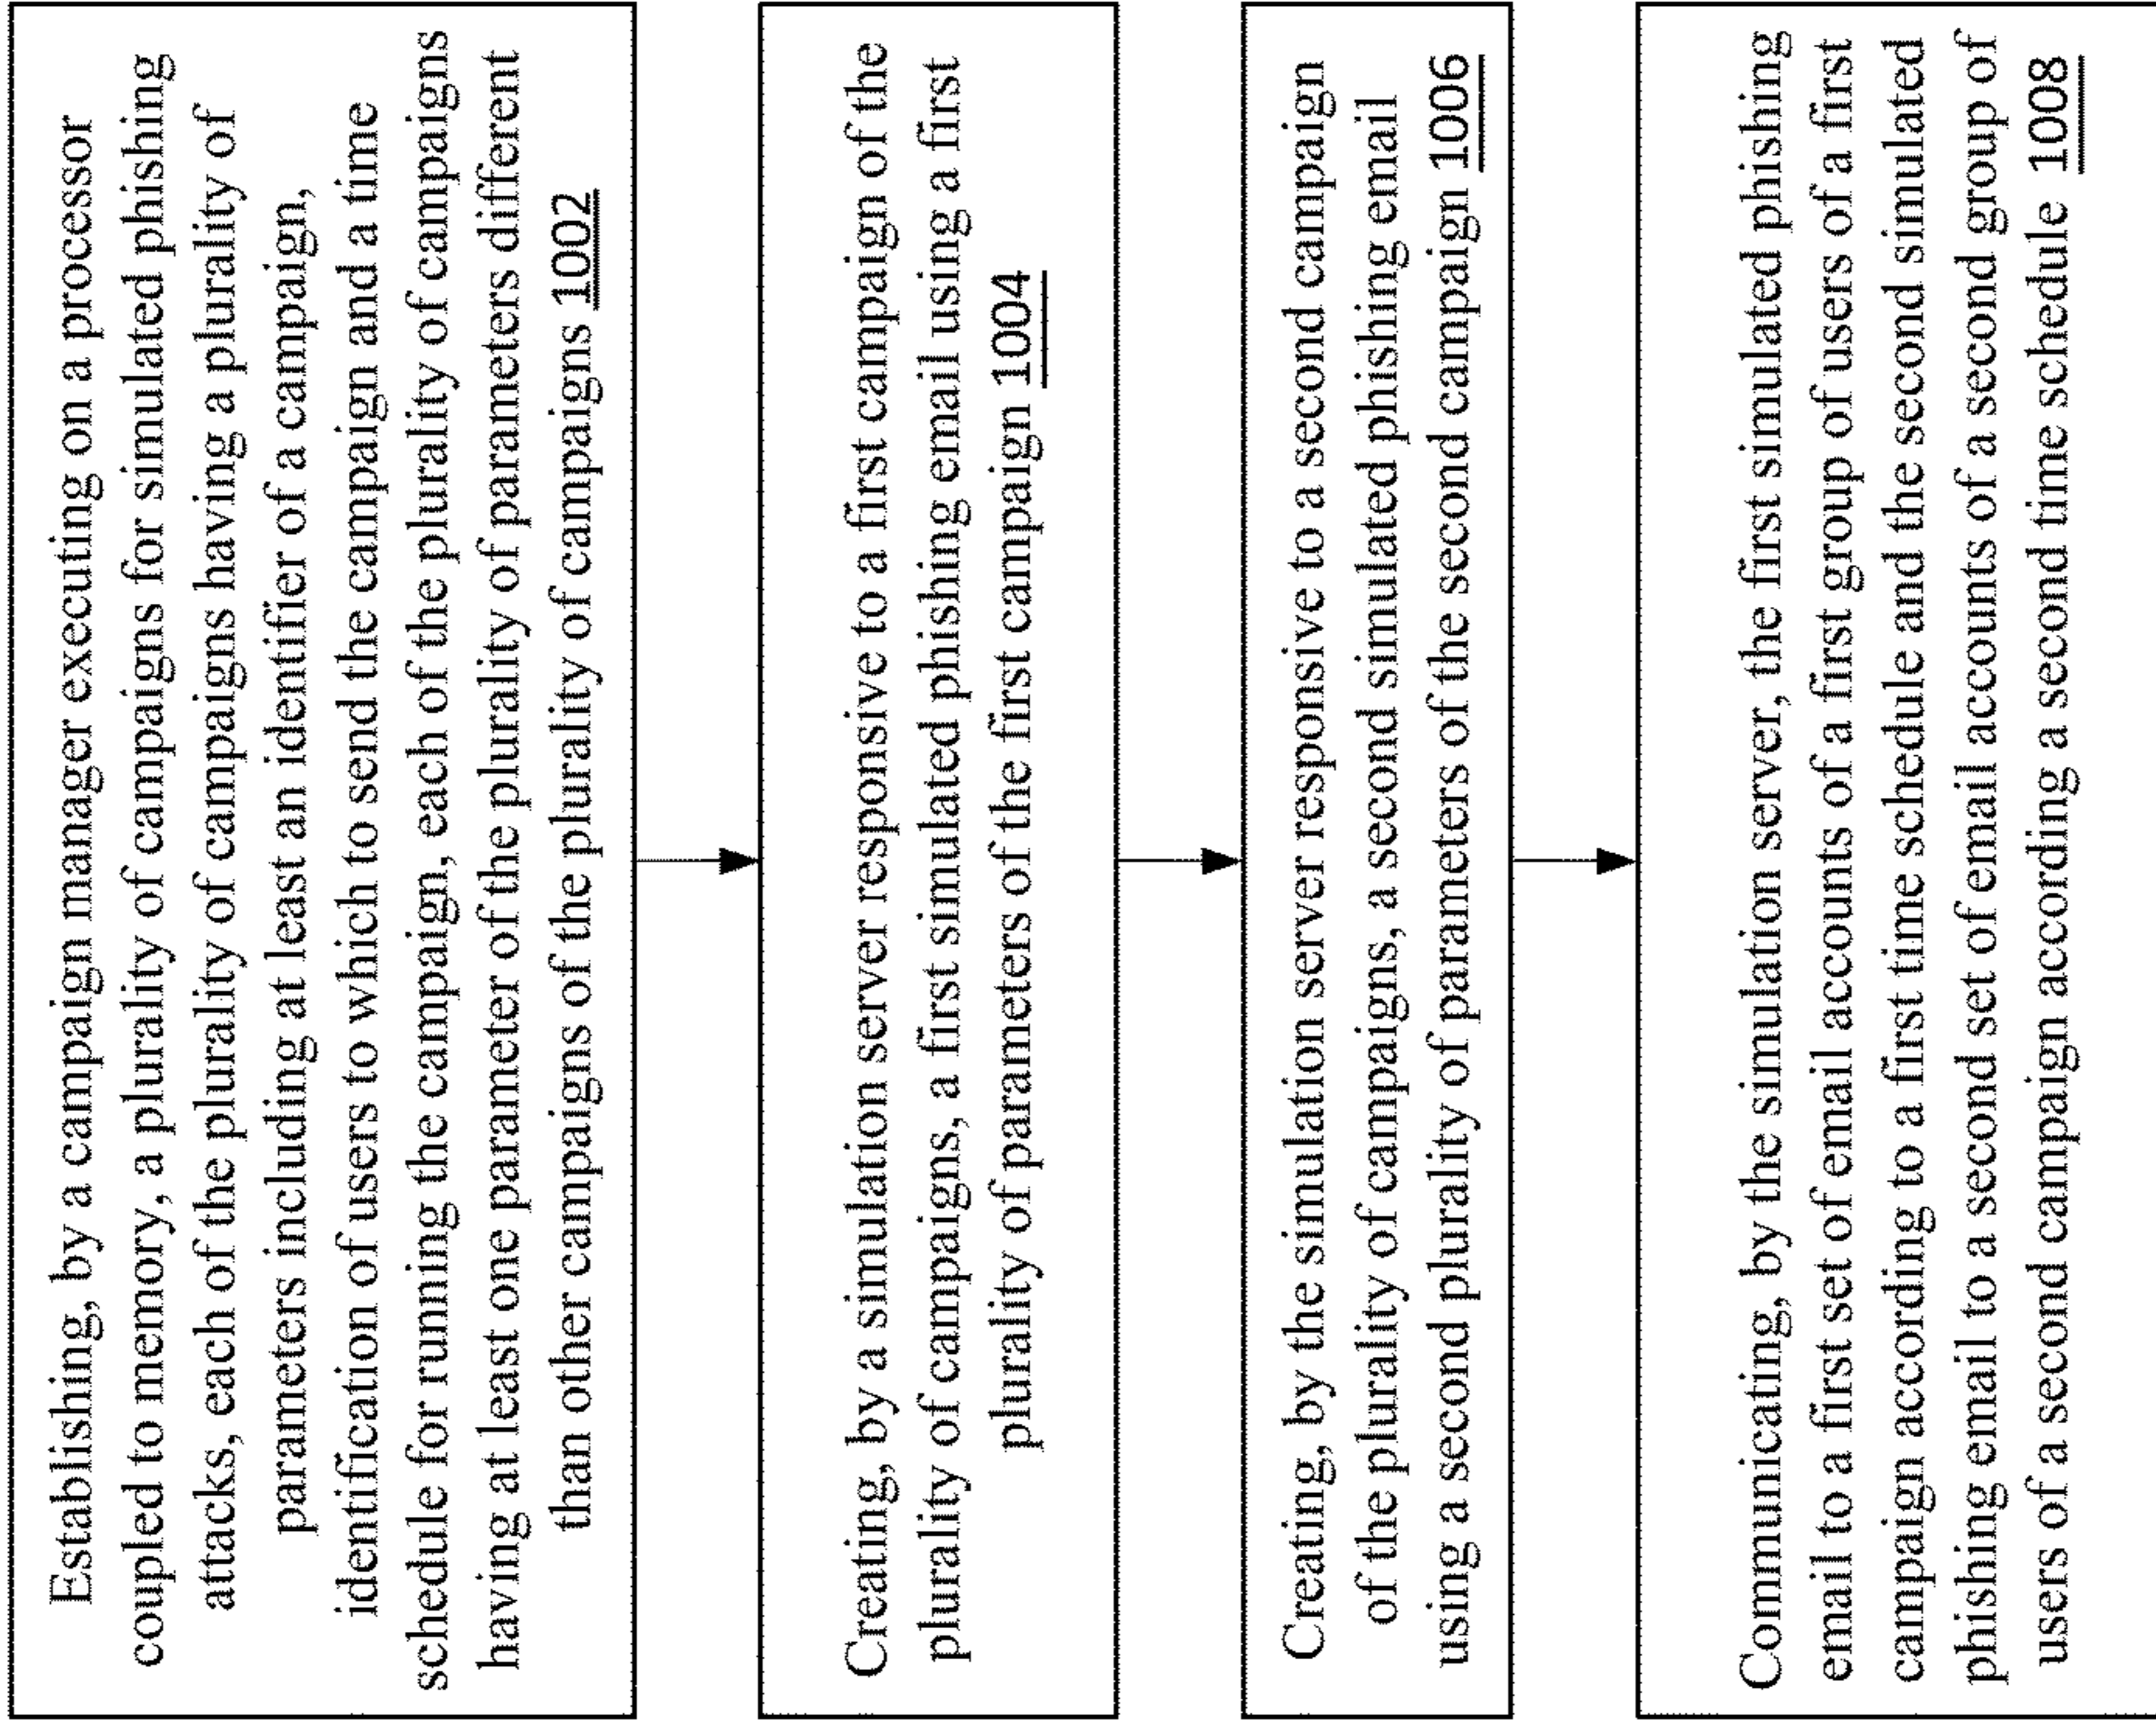 Establishing, by a campaign manager executing on a processor
coupled to memory, a plurality of campaigns for simulated phishing
attacks, each of the plurality of campaigns having a plurality of
parameters including at least an identifier of a campaign,
identification of users to which to send the campaign and a time
schedule for running the campaign, each of the plurality of campaigns
having at least one parameter of the plurality of parameters different
than other campaigns of the plurality of campaigns 1002
Creating, by a simulation server responsive to a first campaign of the
plurality of campaigns, a first simulated phishing email using a first
plurality of parameters of the first campaign 1004
Creating, by the simulation server responsive to a second campaign
of the plurality of campaigns, a second simulated phishing email
using a second plurality of parameters of the second campaign 1006
Communicating, by the simulation server, the first simulated phishing
email to a first set of email accounts of a first group of users of a first
campaign according to a first time schedule and the second simulated
phishing email to a second set of email accounts of a second group of
users of a second campaign according a second time schedule 1008